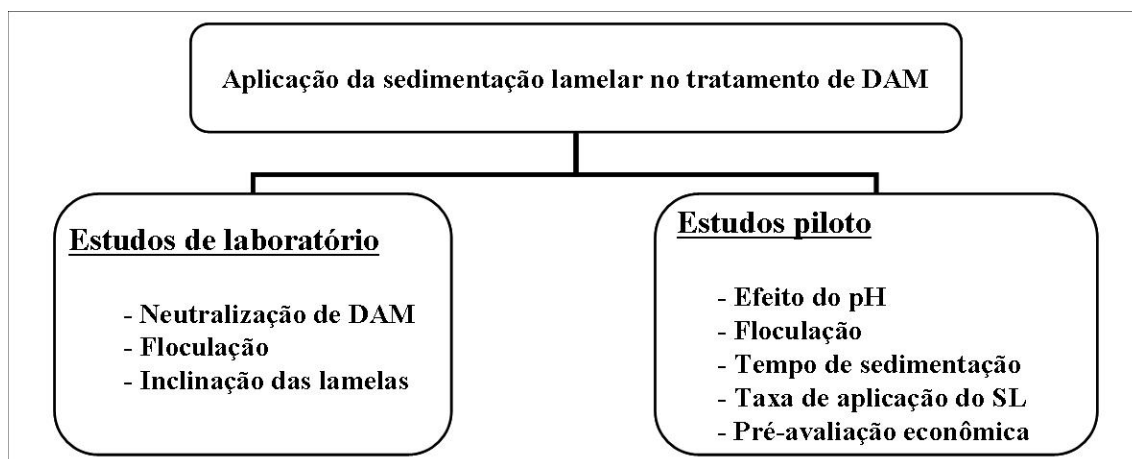 Aplicação da sedimentação lamelar no tratamento de DAM
Estudos de laboratório
- Neutralização de DAM
- Floculação
- Inclinação das lamelas
Estudos piloto
- Efeito do pH
- Floculação
- Tempo de sedimentação
- Taxa de aplicação do SL
- Pré-avaliação econômica